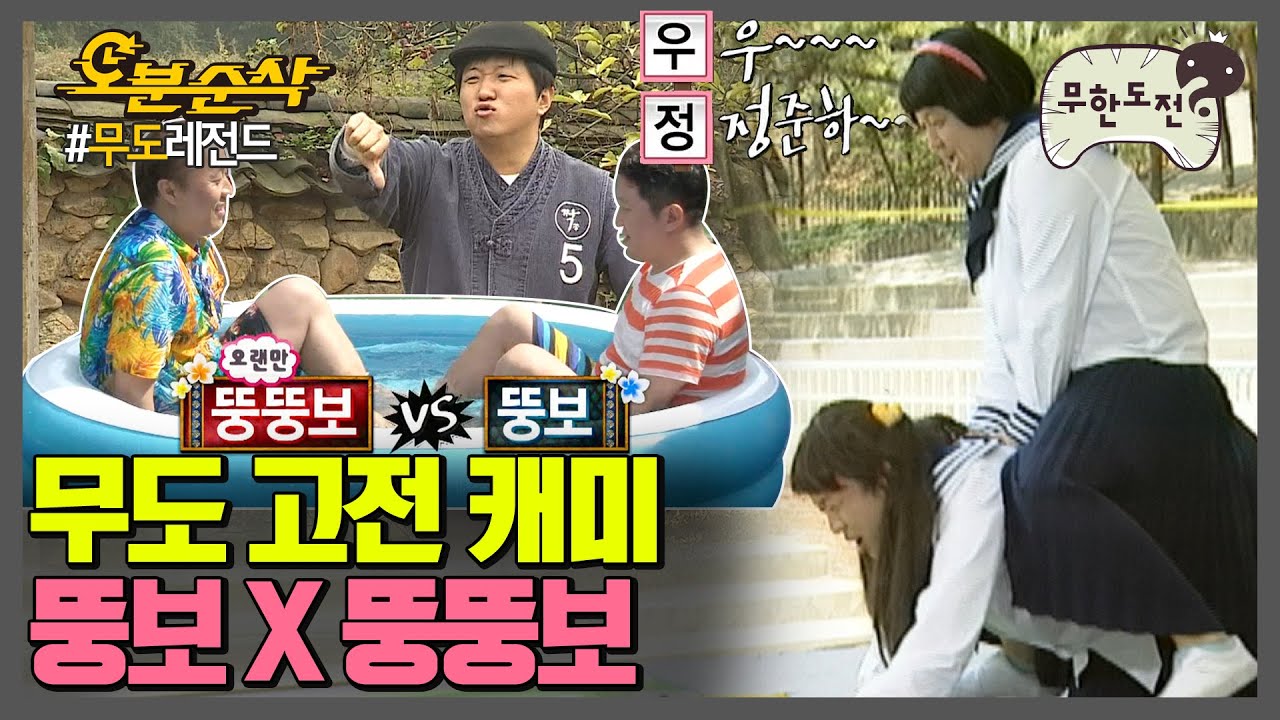 오분순삭
#무도레전드
우 우~~~~
정 정준하~~
무한도전?
5
오랜만
뚱뚱보 VS 뚱보
무도 고전 캐미
뚱보 X 뚱뚱보